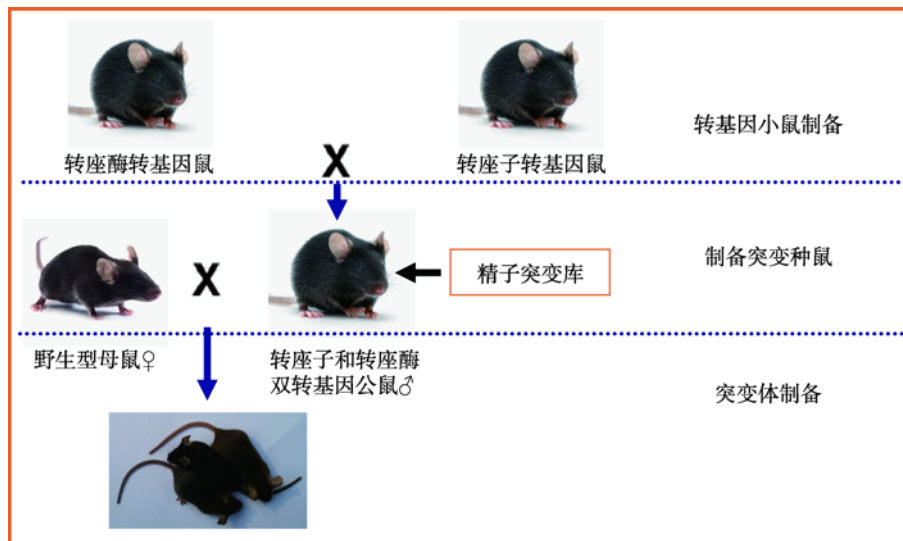 转座酶转基因鼠
X
转座子转基因鼠
转基因小鼠制备
X
精子突变库
制备突变种鼠
野生型母鼠♀
转座子和转座酶
双转基因公鼠♂
突变体制备